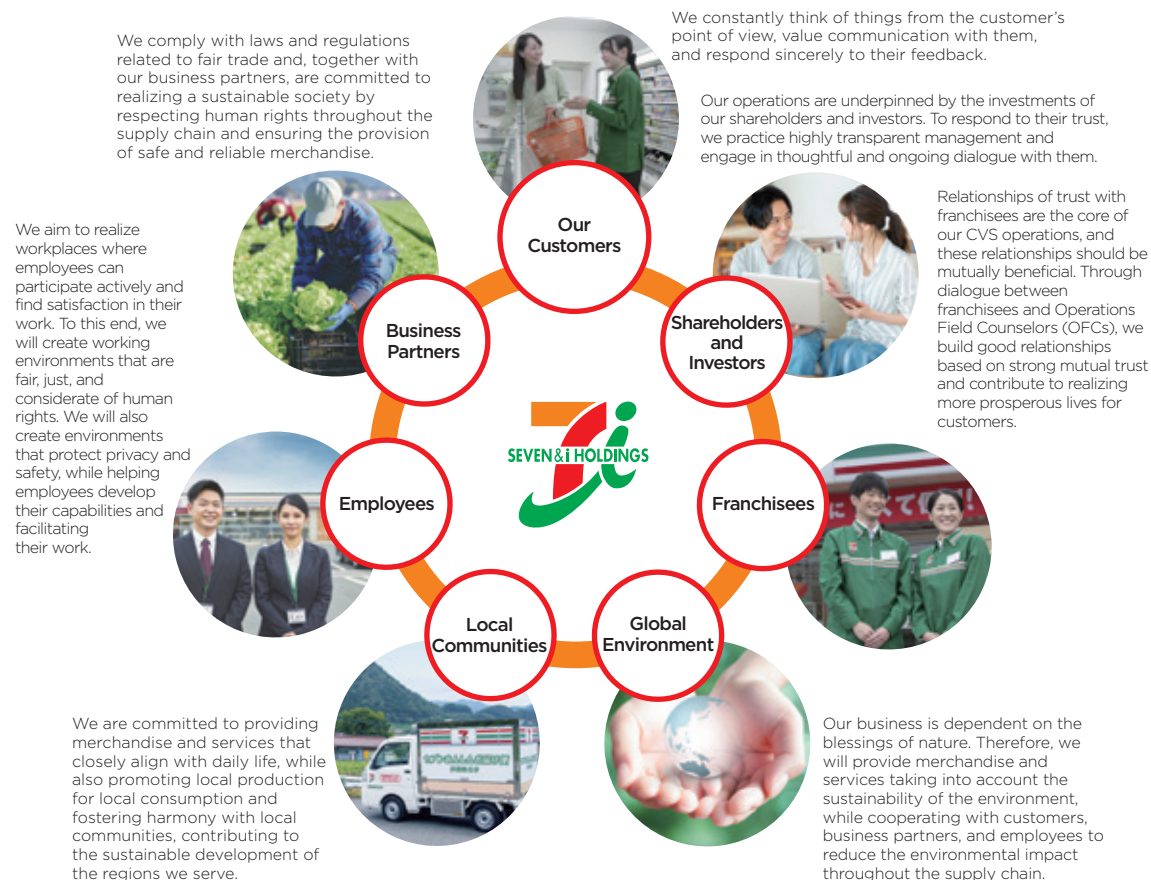 We comply with laws and regulations
related to fair trade and, together with
our business partners, are committed to
realizing a sustainable society by
respecting human rights throughout the
supply chain and ensuring the provision
of safe and reliable merchandise.
We constantly think of things from the customer's
point of view, value communication with them,
and respond sincerely to their feedback.
Our operations are underpinned by the investments of
our shareholders and investors. To respond to their trust,
we practice highly transparent management and
engage in thoughtful and ongoing dialogue with them.
Relationships of trust with
franchisees are the core of
our CVS operations, and
these relationships should be
mutually beneficial. Through
dialogue between
franchisees and Operations
Field Counselors (OFCs), we
build good relationships
based on strong mutual trust
and contribute to realizing
more prosperous lives for
customers.
We aim to realize
workplaces where
employees can
participate actively and
find satisfaction in their
work. To this end, we
will create working
environments that are
fair, just, and
considerate of human
rights. We will also
create environments
that protect privacy and
safety, while helping
employees develop
their capabilities and
facilitating
their work.
Our
Customers
Business
Partners
Shareholders
and
Investors
SEVEN & i HOLDINGS
Employees
Franchisees
Local
Communities
Global
Environment
We are committed to providing
merchandise and services that
closely align with daily life, while
also promoting local production
for local consumption and
fostering harmony with local
communities, contributing to
the sustainable development of
the regions we serve.
Our business is dependent on the
blessings of nature. Therefore, we
will provide merchandise and
services taking into account the
sustainability of the environment,
while cooperating with customers,
business partners, and employees to
reduce the environmental impact
throughout the supply chain.